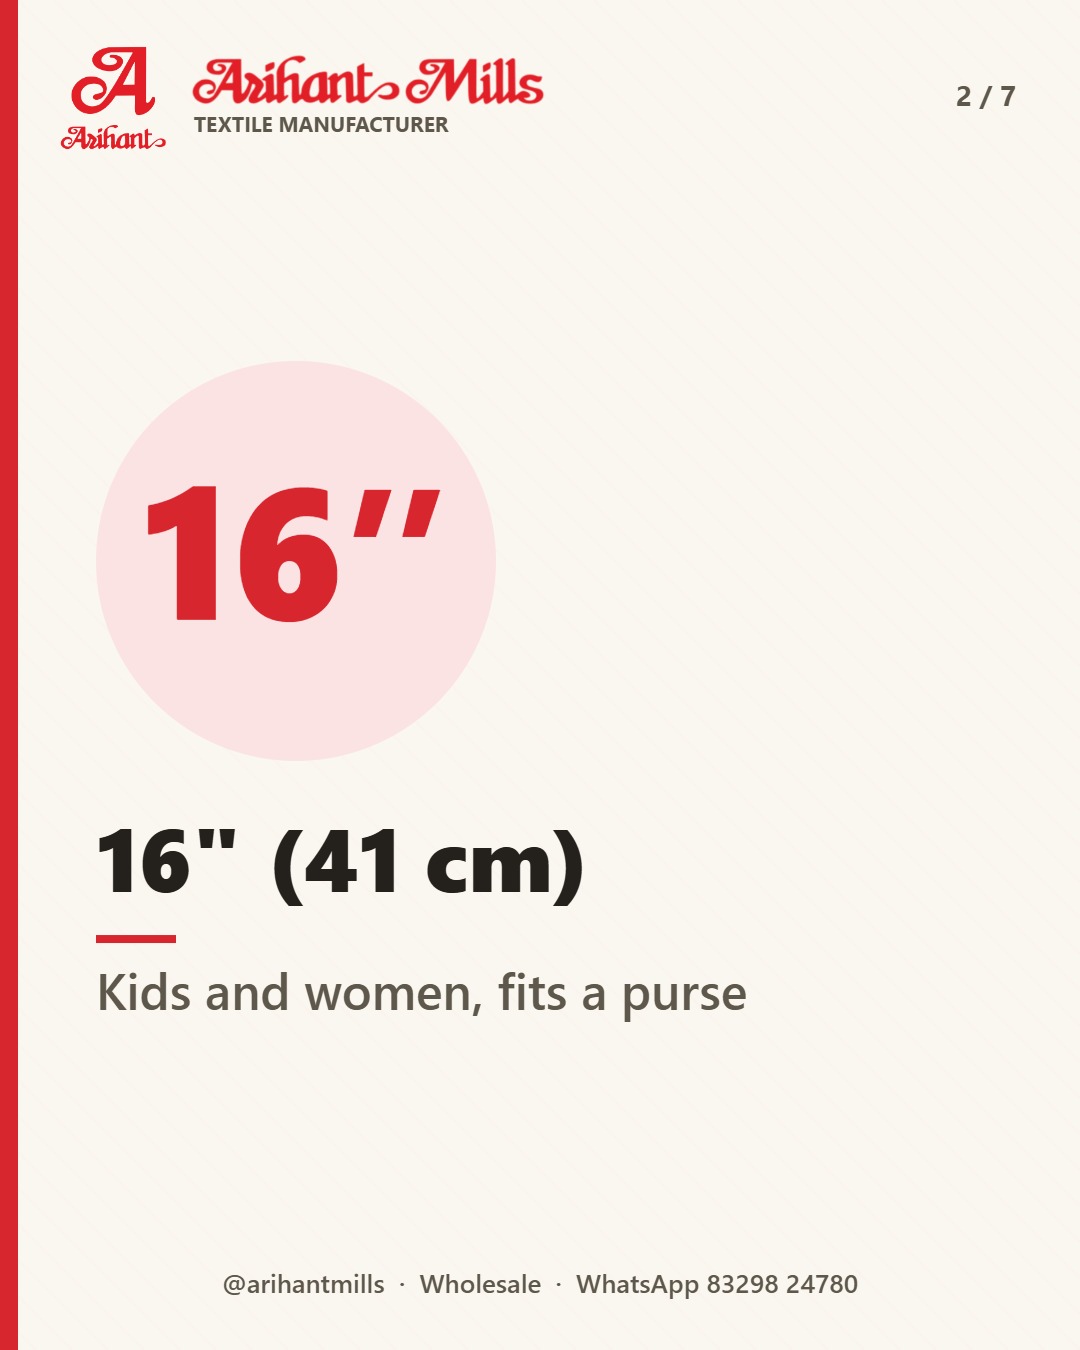 A
Arihant
Arihant Mills
TEXTILE MANUFACTURER
2 / 7
16″
16" (41 cm)
Kids and women, fits a purse
@arihantmills · Wholesale · WhatsApp 83298 24780